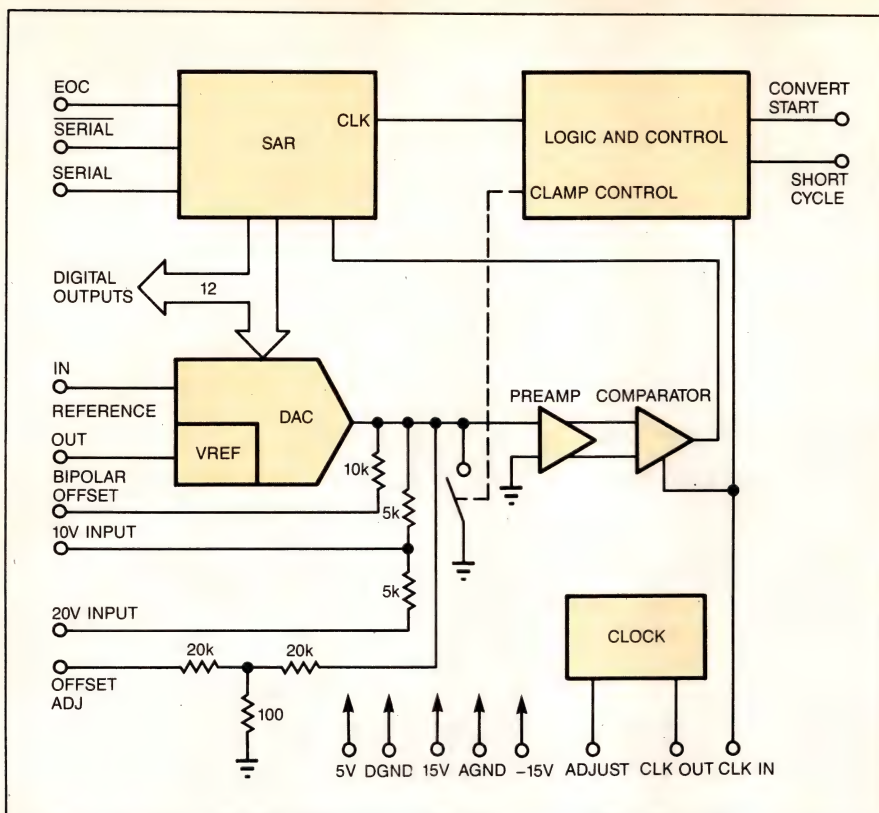 EOC
SERIAL
SERIAL
SAR
CLK
LOGIC AND CONTROL
CLAMP CONTROL
CONVERT
START
SHORT
CYCLE
DIGITAL
OUTPUTS
12
IN
REFERENCE
OUT
DAC
VREF
BIPOLAR
OFFSET
10V INPUT
20V INPUT
OFFSET
ADJ
10k
5k
5k
20k
20k
100
PREAMP
COMPARATOR
CLOCK
5V DGND 15V AGND −15V ADJUST CLK OUT CLK IN